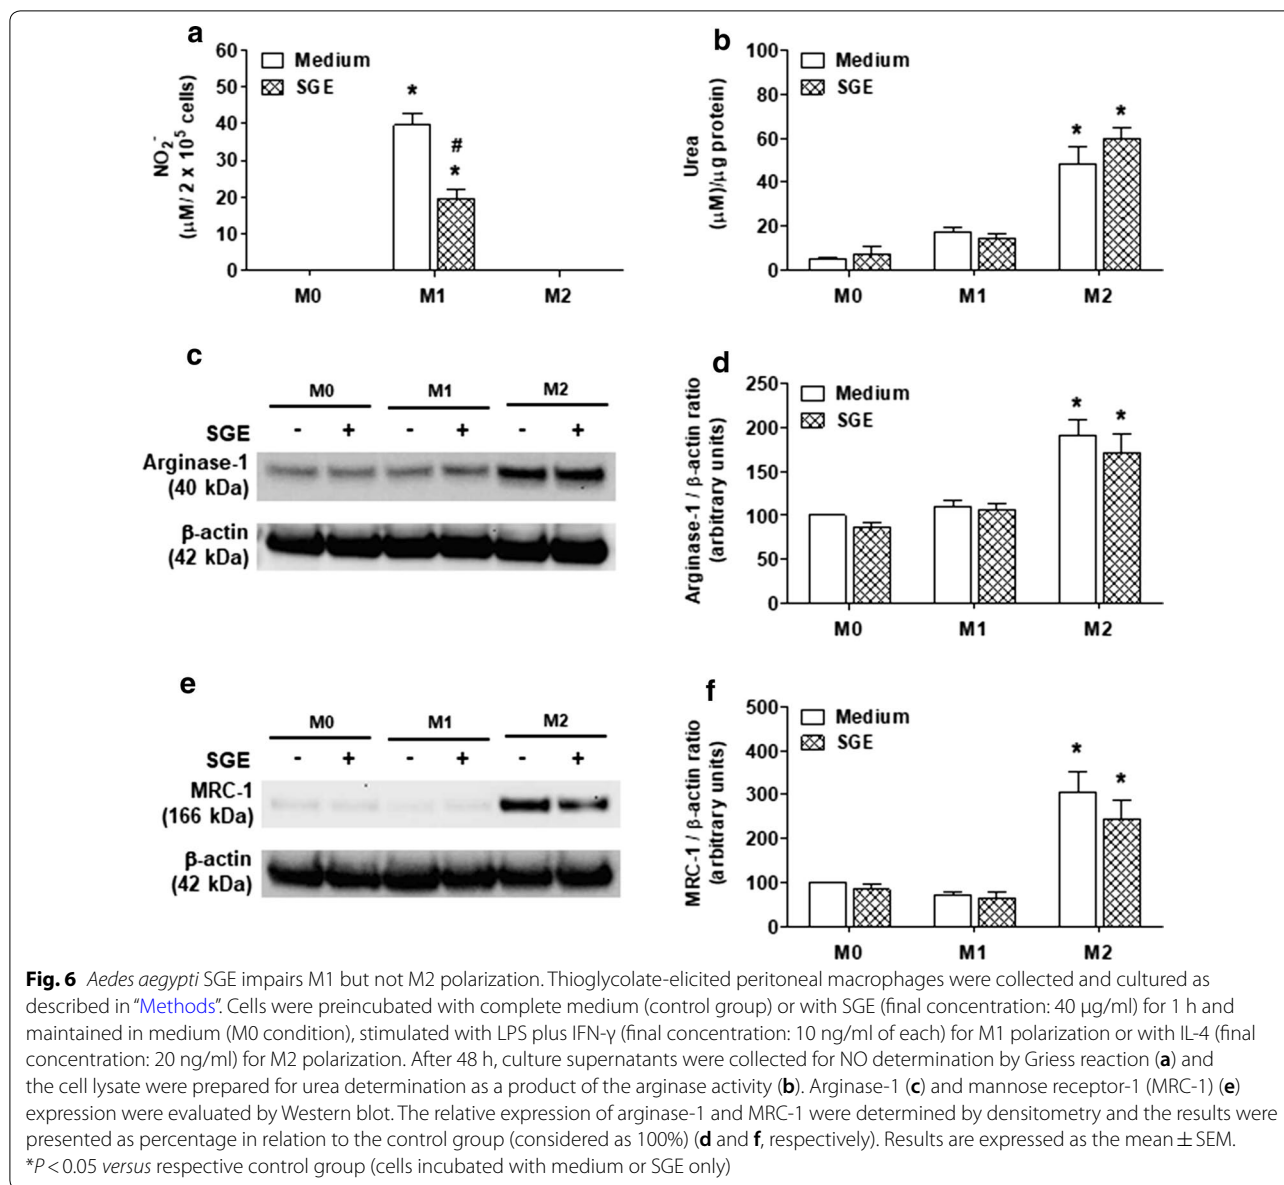 a
60
50
40
30
20
10
0
NO2-
(μM/ 2 x 10^5 cells)
Medium
SGE
*
#
*
M0 M1 M2
b
100
80
60
40
20
0
Urea
(μM)/μg protein)
Medium
SGE
*
*
M0 M1 M2
c
M0 M1 M2
SGE - + - + - +
Arginase-1
(40 kDa)
β-actin
(42 kDa)
d
250
200
150
100
50
0
Arginase-1 / β-actin ratio
(arbitrary units)
Medium
SGE
*
*
M0 M1 M2
e
M0 M1 M2
SGE - + - + - +
MRC-1
(166 kDa)
β-actin
(42 kDa)
f
500
400
300
200
100
0
MRC-1 / β-actin ratio
(arbitrary units)
Medium
SGE
*
*
M0 M1 M2
Fig. 6 Aedes aegypti SGE impairs M1 but not M2 polarization. Thioglycolate-elicited peritoneal macrophages were collected and cultured as
described in “Methods”. Cells were preincubated with complete medium (control group) or with SGE (final concentration: 40 μg/ml) for 1 h and
maintained in medium (M0 condition), stimulated with LPS plus IFN-γ (final concentration: 10 ng/ml of each) for M1 polarization or with IL-4 (final
concentration: 20 ng/ml) for M2 polarization. After 48 h, culture supernatants were collected for NO determination by Griess reaction (a) and
the cell lysate were prepared for urea determination as a product of the arginase activity (b). Arginase-1 (c) and mannose receptor-1 (MRC-1) (e)
expression were evaluated by Western blot. The relative expression of arginase-1 and MRC-1 were determined by densitometry and the results were
presented as percentage in relation to the control group (considered as 100%) (d and f, respectively). Results are expressed as the mean ± SEM.
*P < 0.05 versus respective control group (cells incubated with medium or SGE only)